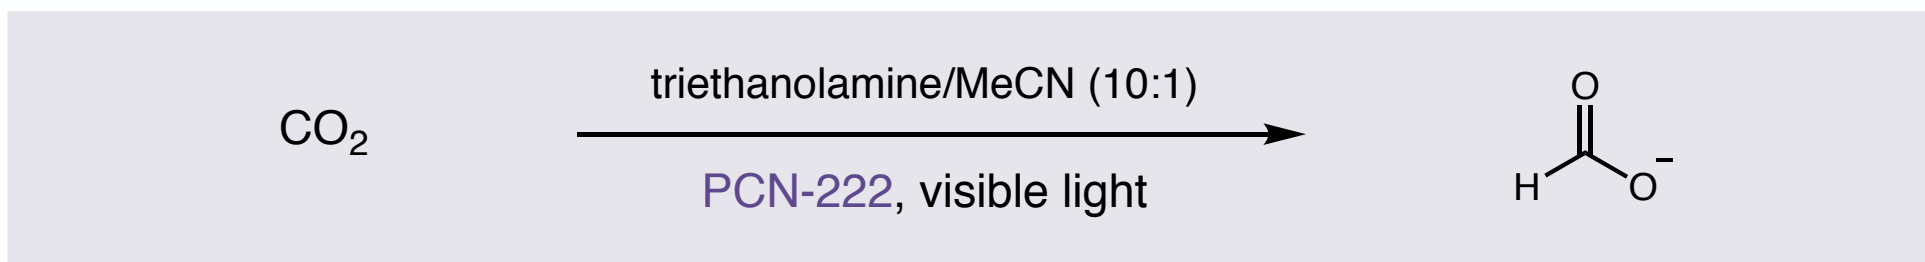 triethanolamine/MeCN (10:1)
CO₂
PCN-222, visible light
O
H
O⁻